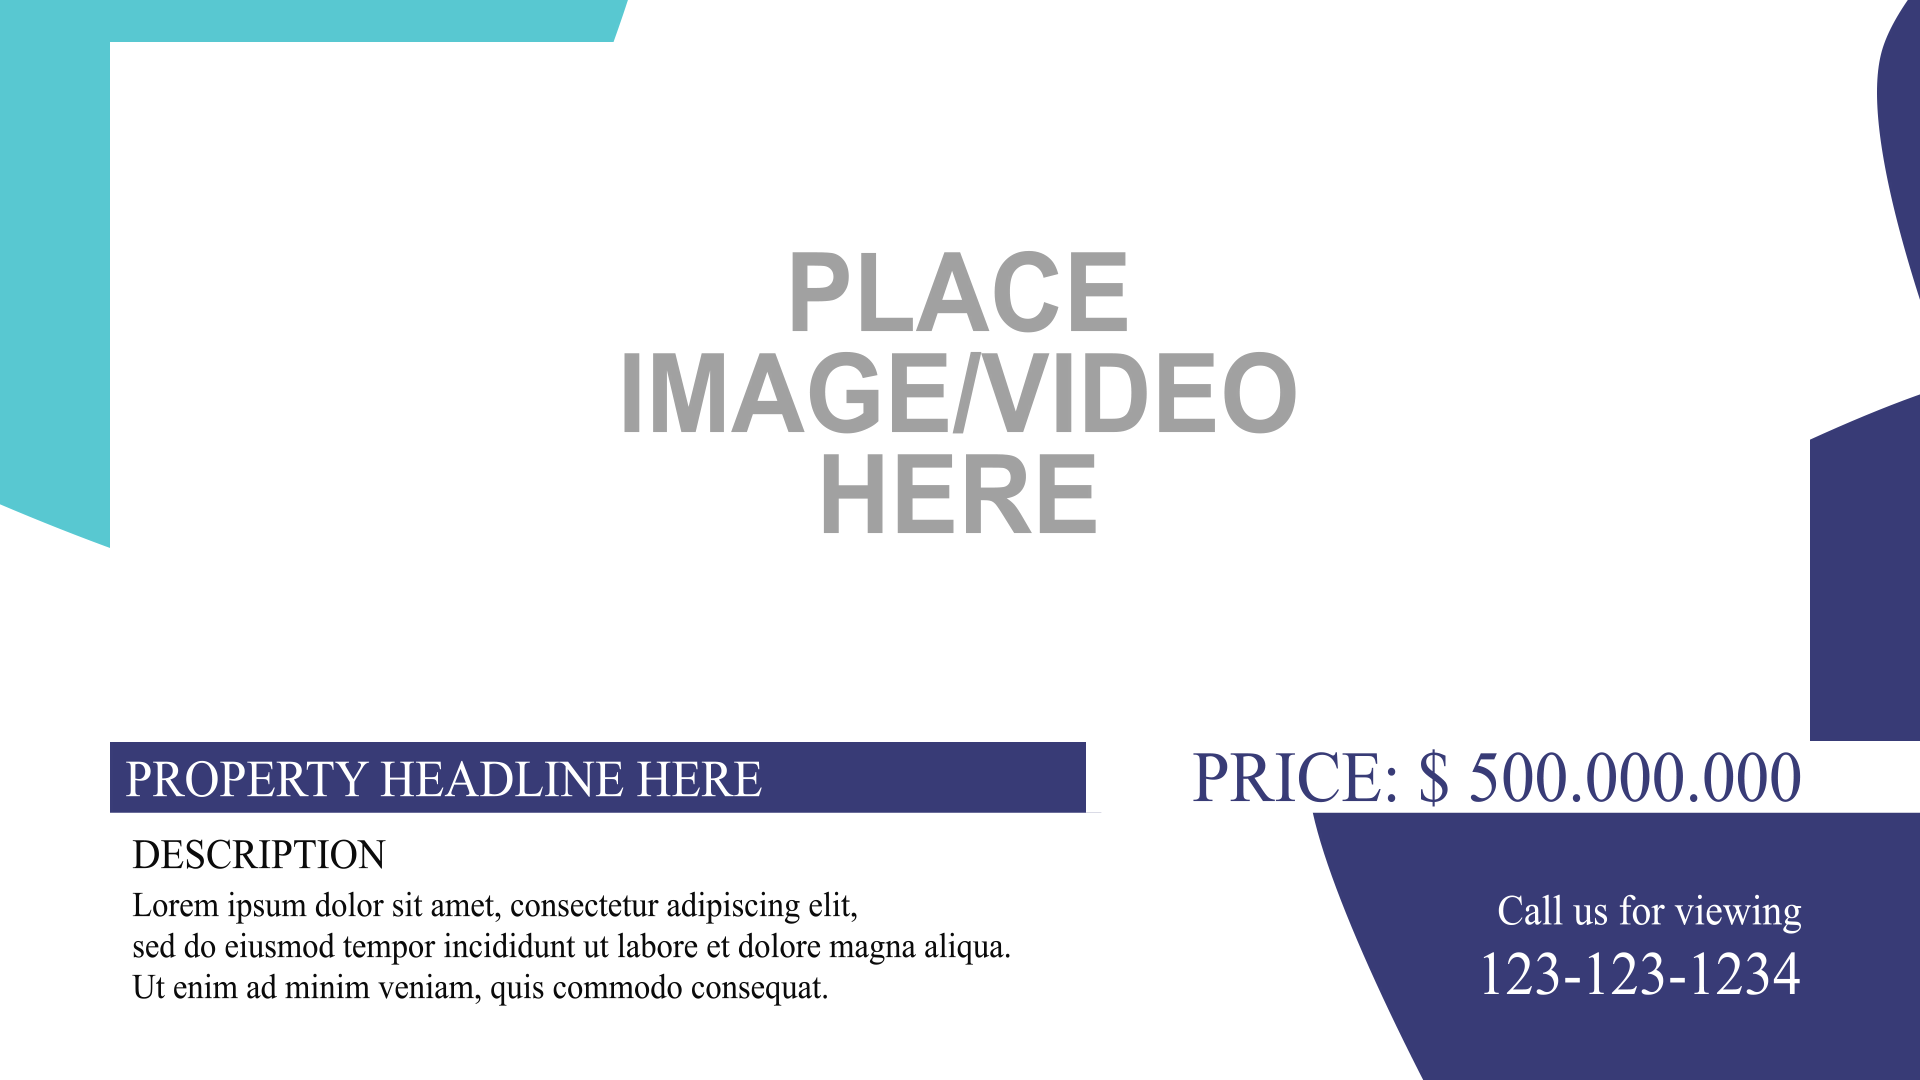 PLACE
IMAGE/VIDEO
HERE
PROPERTY HEADLINE HERE
PRICE: $ 500.000.000
DESCRIPTION
Lorem ipsum dolor sit amet, consectetur adipiscing elit,
sed do eiusmod tempor incididunt ut labore et dolore magna aliqua.
Ut enim ad minim veniam, quis commodo consequat.
Call us for viewing
123-123-1234